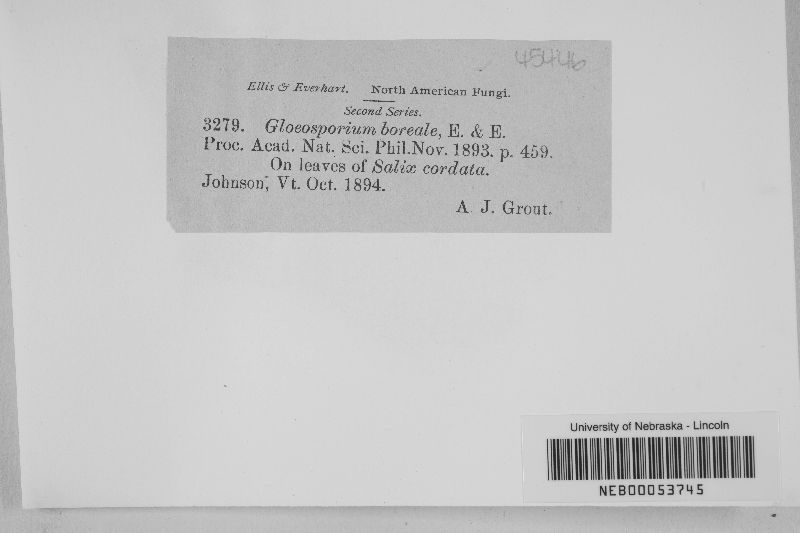 45446
Ellis & Everhart. North American Fungi.
Second Series.
3279. Gloeosporium boreale, E. & E.
Proc. Acad. Nat. Sci. Phil. Nov. 1893. p. 459.
On leaves of Salix cordata.
Johnson, Vt. Oct. 1894.
A. J. Grout.
University of Nebraska - Lincoln
NEB00053745